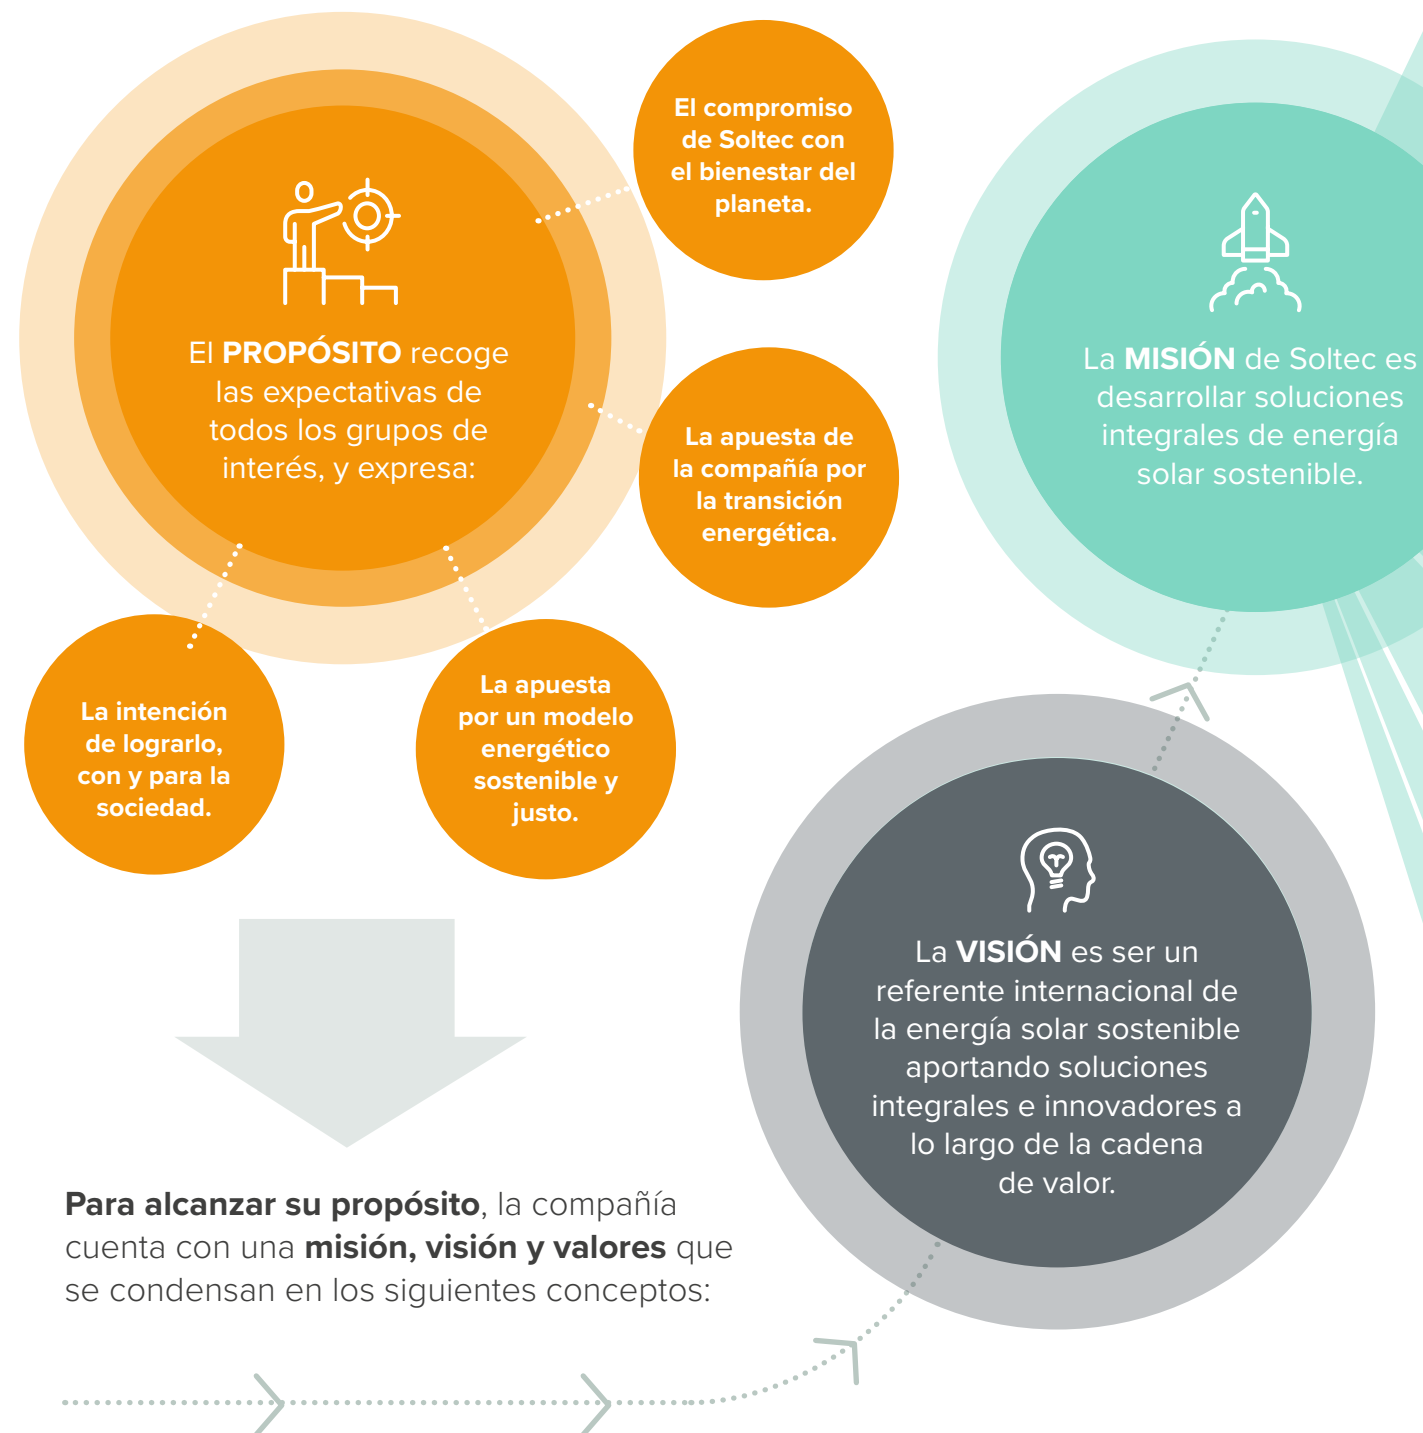 El PROPÓSITO recoge
las expectativas de
todos los grupos de
interés, y expresa:
El compromiso
de Soltec con
el bienestar del
planeta.
La apuesta de
la compañía por
la transición
energética.
La apuesta
por un modelo
energético
sostenible y
justo.
La intención
de lograrlo,
con y para la
sociedad.
Para alcanzar su propósito, la compañía
cuenta con una misión, visión y valores que
se condensan en los siguientes conceptos:
La VISIÓN es ser un
referente internacional de
la energía solar sostenible
aportando soluciones
integrales e innovadores a
lo largo de la cadena
de valor.
La MISIÓN de Soltec es
desarrollar soluciones
integrales de energía
solar sostenible.